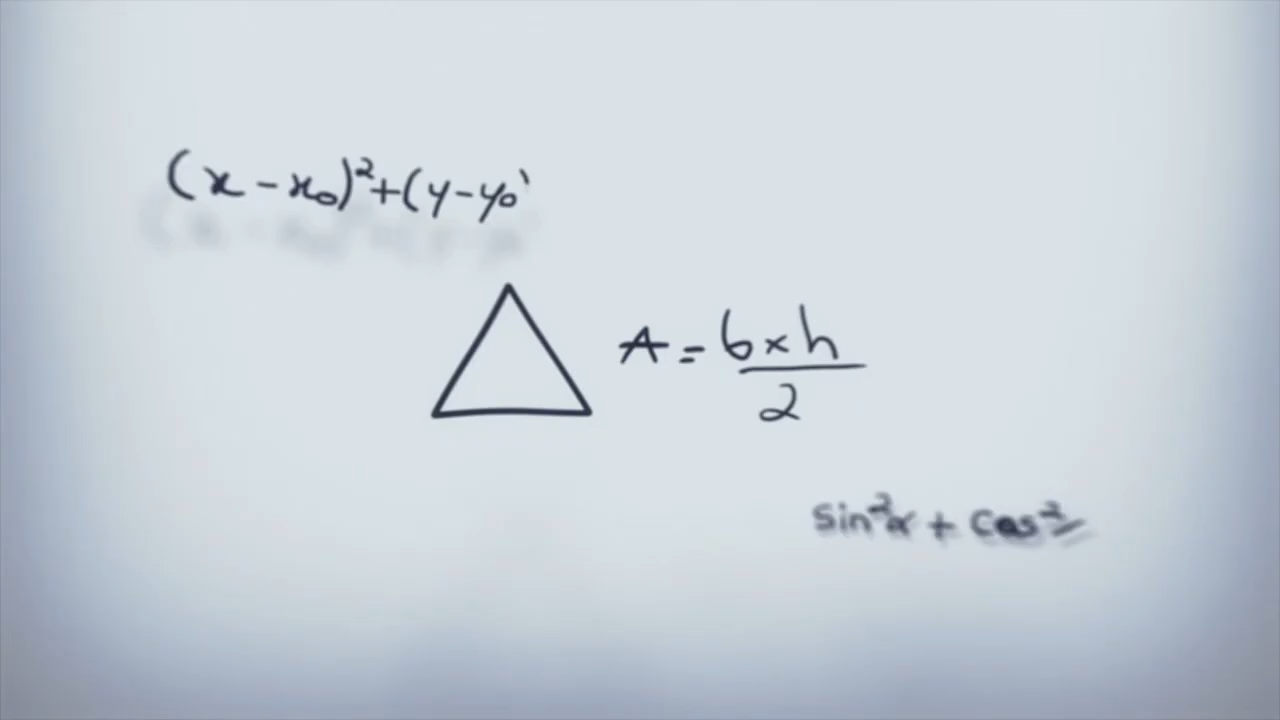 (x - x₀)² + (y - y₀
A = b × h / 2
sin²α + cos²